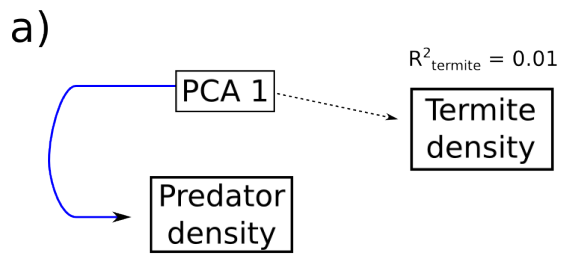 a)
R²termite = 0.01
PCA 1
Termite
density
Predator
density